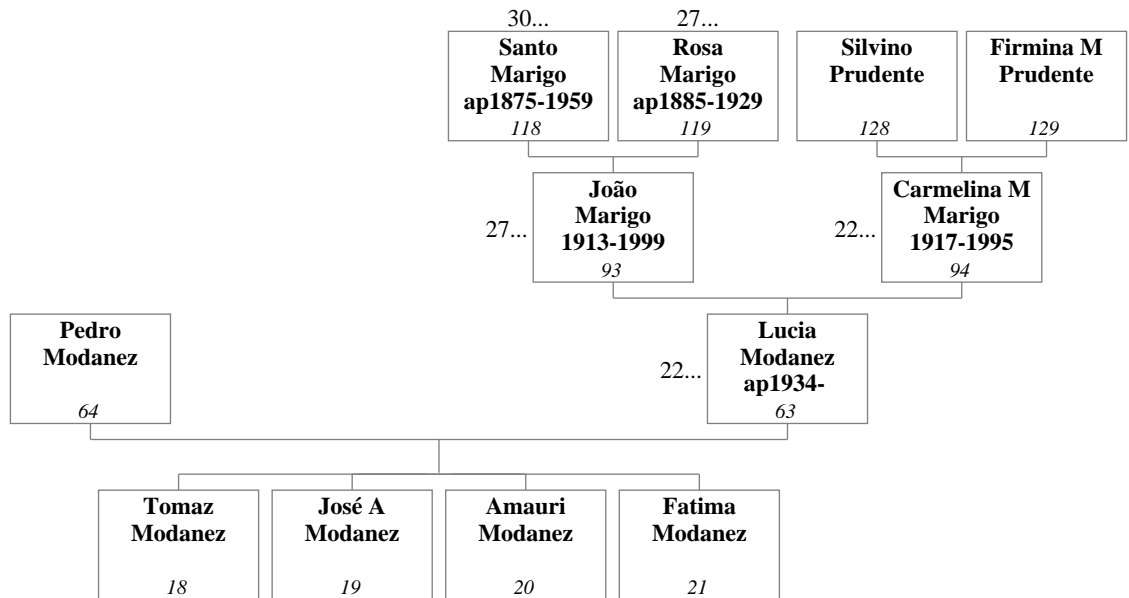 30...
27...
Santo
Marigo
ap1875-1959
118
Rosa
Marigo
ap1885-1929
119
Silvino
Prudente
128
Firmina M
Prudente
129
27...
João
Marigo
1913-1999
93
22...
Carmelina M
Marigo
1917-1995
94
Pedro
Modanez
64
22...
Lucia
Modanez
ap1934-
63
Tomaz
Modanez
18
José A
Modanez
19
Amauri
Modanez
20
Fatima
Modanez
21